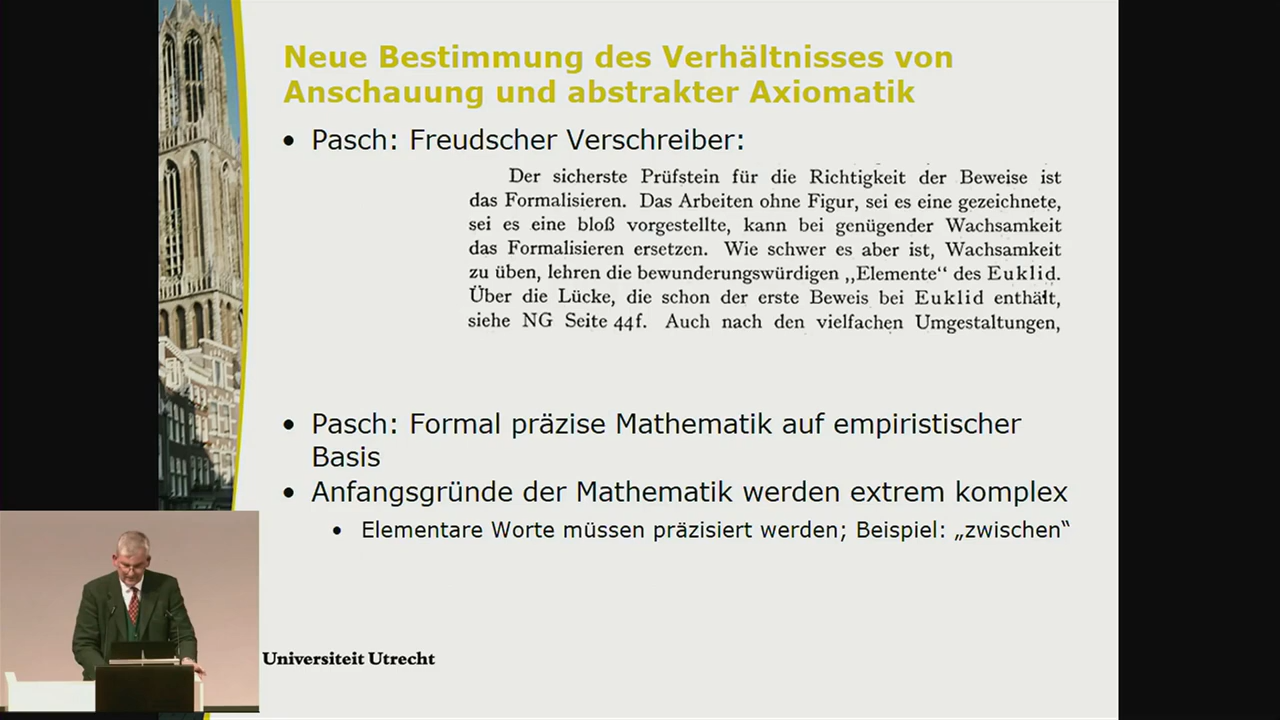 Neue Bestimmung des Verhältnisses von
Anschauung und abstrakter Axiomatik
• Pasch: Freudscher Verschreiber:
Der sicherste Prüfstein für die Richtigkeit der Beweise ist
das Formalisieren. Das Arbeiten ohne Figur, sei es eine gezeichnete,
sei es eine bloß vorgestellte, kann bei genügender Wachsamkeit
das Formalisieren ersetzen. Wie schwer es aber ist, Wachsamkeit
zu üben, lehren die bewunderungswürdigen „Elemente“ des Euklid.
Über die Lücke, die schon der erste Beweis bei Euklid enthält,
siehe NG Seite 44f. Auch nach den vielfachen Umgestaltungen,
• Pasch: Formal präzise Mathematik auf empiristischer
Basis
• Anfangsgründe der Mathematik werden extrem komplex
• Elementare Worte müssen präzisiert werden; Beispiel: „zwischen“
Universiteit Utrecht